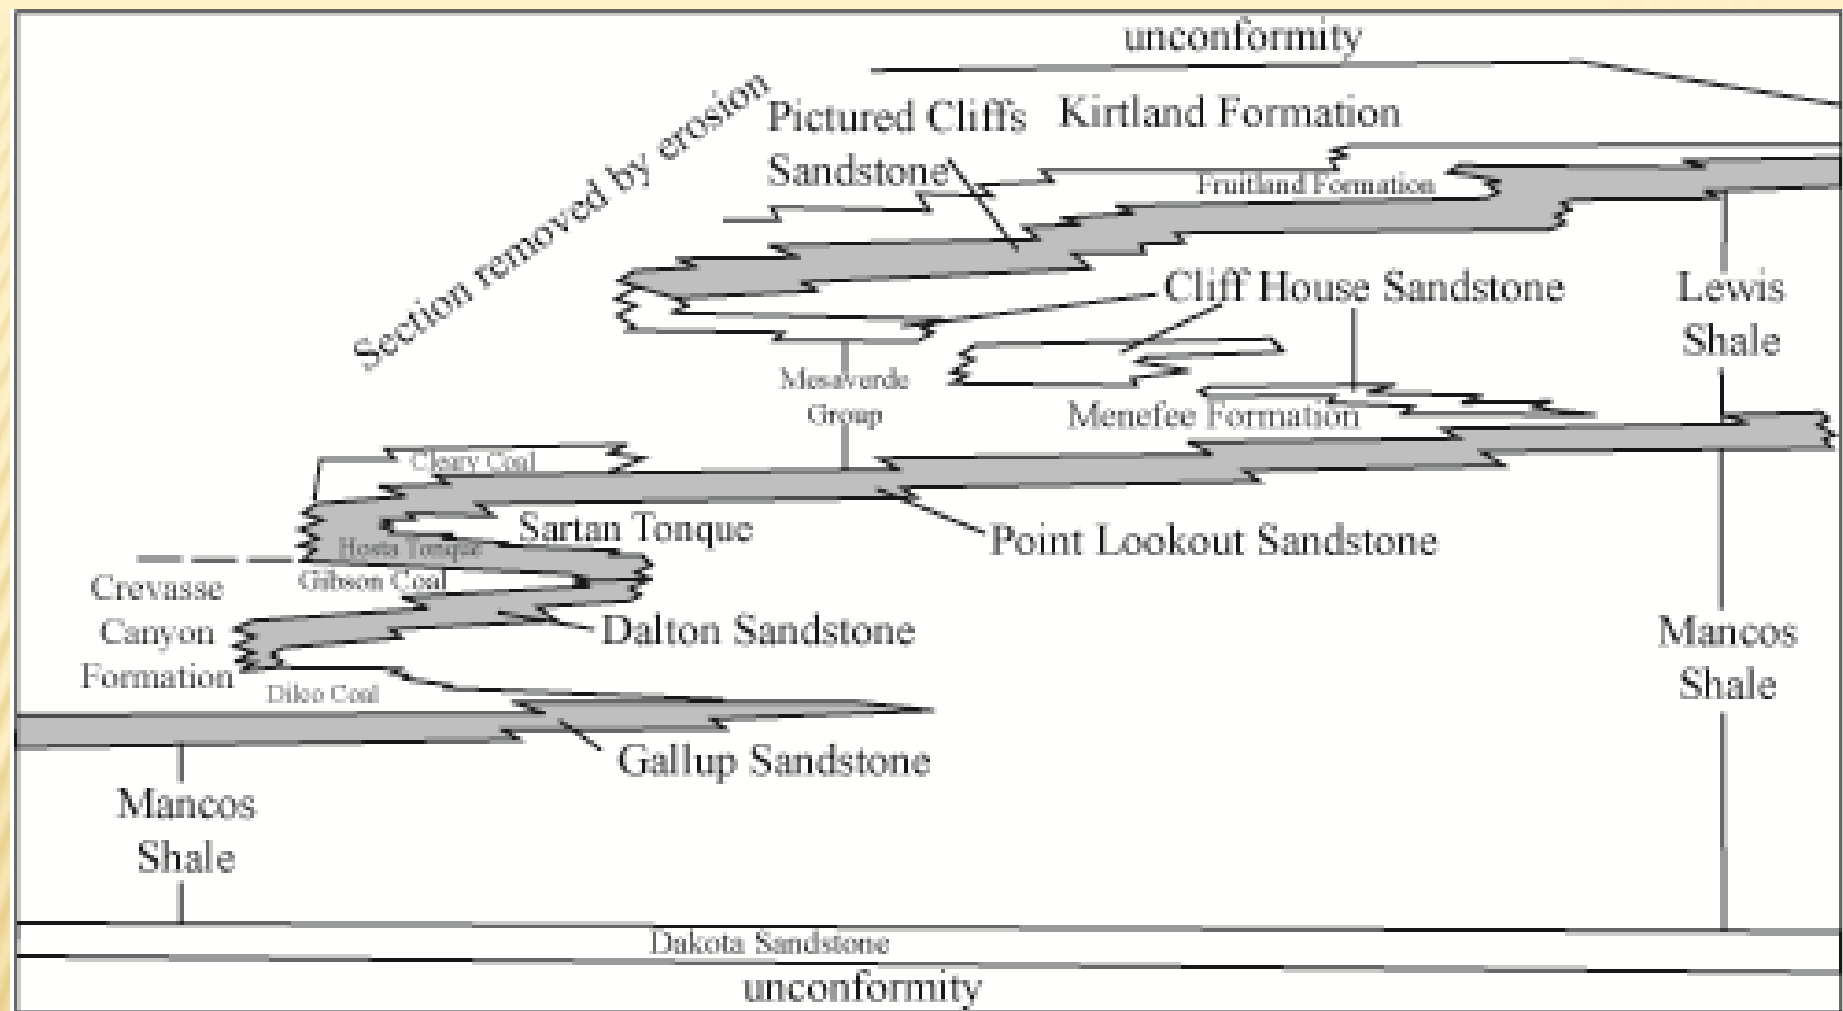 unconformity
Section removed by erosion
Pictured Cliffs
Sandstone
Kirtland Formation
Fruitland Formation
Cliff House Sandstone
Lewis
Shale
Mesaverde
Group
Menefee Formation
Cleary Coal
Sartan Tonque
Hosta Tonque
Point Lookout Sandstone
Gibson Coal
Crevasse
Canyon
Formation
Dalton Sandstone
Dilco Coal
Mancos
Shale
Gallup Sandstone
Mancos
Shale
Dakota Sandstone
unconformity